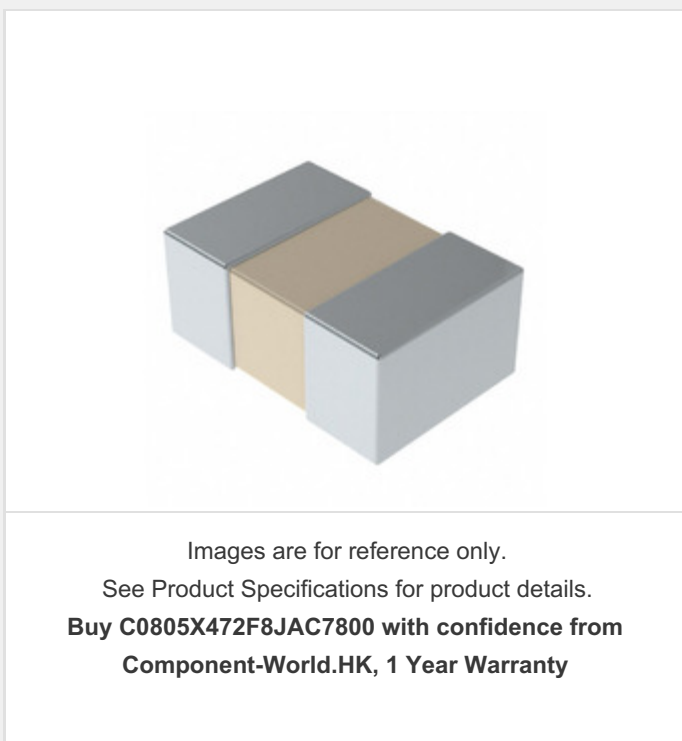 Images are for reference only.
See Product Specifications for product details.
Buy C0805X472F8JAC7800 with confidence from
Component-World.HK, 1 Year Warranty